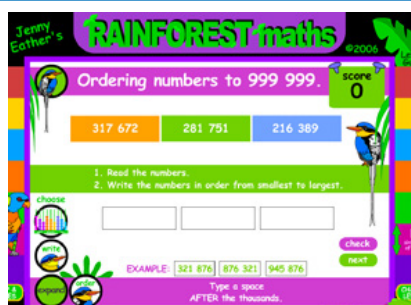 Jenny Eather's
RAINFOREST maths
©2006
Ordering numbers to 999 999.
score
0
317 672
281 751
216 389
1. Read the numbers.
2. Write the numbers in order from smallest to largest.
choose
write
check
next
EXAMPLE: 321 876 876 321 945 876
expand
order
Type a space
AFTER the thousands.